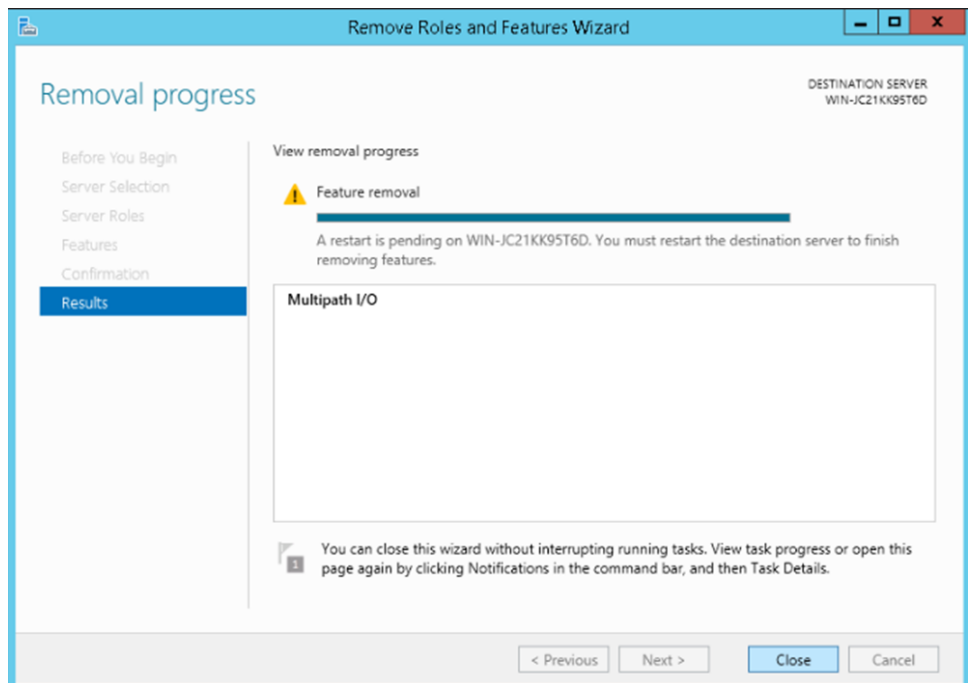 Remove Roles and Features Wizard
Removal progress
DESTINATION SERVER
WIN-JC21KK95T6D
Before You Begin
Server Selection
Server Roles
Features
Confirmation
Results
View removal progress
Feature removal
A restart is pending on WIN-JC21KK95T6D. You must restart the destination server to finish
removing features.
Multipath I/O
1
You can close this wizard without interrupting running tasks. View task progress or open this
page again by clicking Notifications in the command bar, and then Task Details.
< Previous
Next >
Close
Cancel